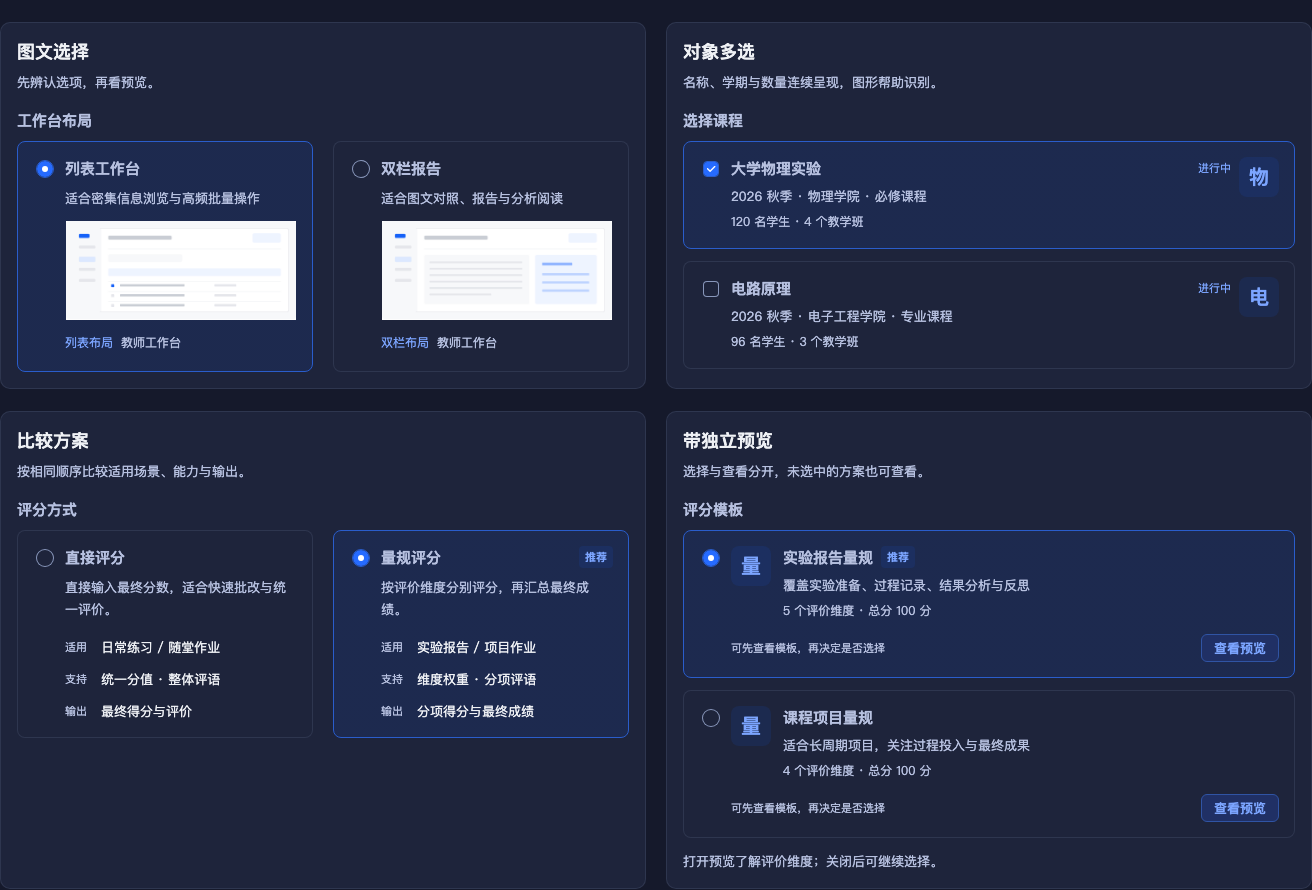 图文选择
先辨认选项，再看预览。
工作台布局
列表工作台
适合密集信息浏览与高频批量操作
列表布局 教师工作台
双栏报告
适合图文对照、报告与分析阅读
双栏布局 教师工作台
对象多选
名称、学期与数量连续呈现，图形帮助识别。
选择课程
大学物理实验
进行中
物
2026 秋季 · 物理学院 · 必修课程
120 名学生 · 4 个教学班
电路原理
进行中
电
2026 秋季 · 电子工程学院 · 专业课程
96 名学生 · 3 个教学班
比较方案
按相同顺序比较适用场景、能力与输出。
评分方式
直接评分
直接输入最终分数，适合快速批改与统
一评价。
适用 日常练习 / 随堂作业
支持 统一分值 · 整体评语
输出 最终得分与评价
量规评分 推荐
按评价维度分别评分，再汇总最终成
绩。
适用 实验报告 / 项目作业
支持 维度权重 · 分项评语
输出 分项得分与最终成绩
带独立预览
选择与查看分开，未选中的方案也可查看。
评分模板
量
实验报告量规 推荐
覆盖实验准备、过程记录、结果分析与反思
5 个评价维度 · 总分 100 分
可先查看模板，再决定是否选择
查看预览
量
课程项目量规
适合长周期项目，关注过程投入与最终成果
4 个评价维度 · 总分 100 分
可先查看模板，再决定是否选择
查看预览
打开预览了解评价维度；关闭后可继续选择。